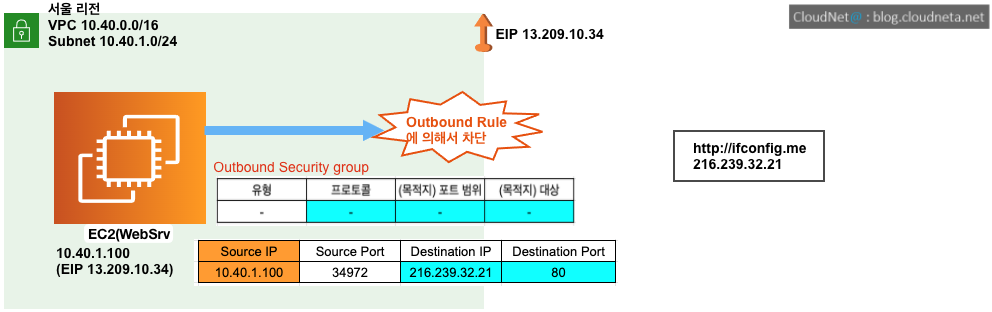 서울 리전
VPC 10.40.0.0/16
Subnet 10.40.1.0/24
EIP 13.209.10.34
CloudNet@ : blog.cloudneta.net
Outbound Rule
에 의해서 차단
http://ifconfig.me
216.239.32.21
Outbound Security group
유형 프로토콜 (목적지) 포트 범위 (목적지) 대상
- - - -
EC2(WebSrv
10.40.1.100
(EIP 13.209.10.34)
Source IP Source Port Destination IP Destination Port
10.40.1.100 34972 216.239.32.21 80